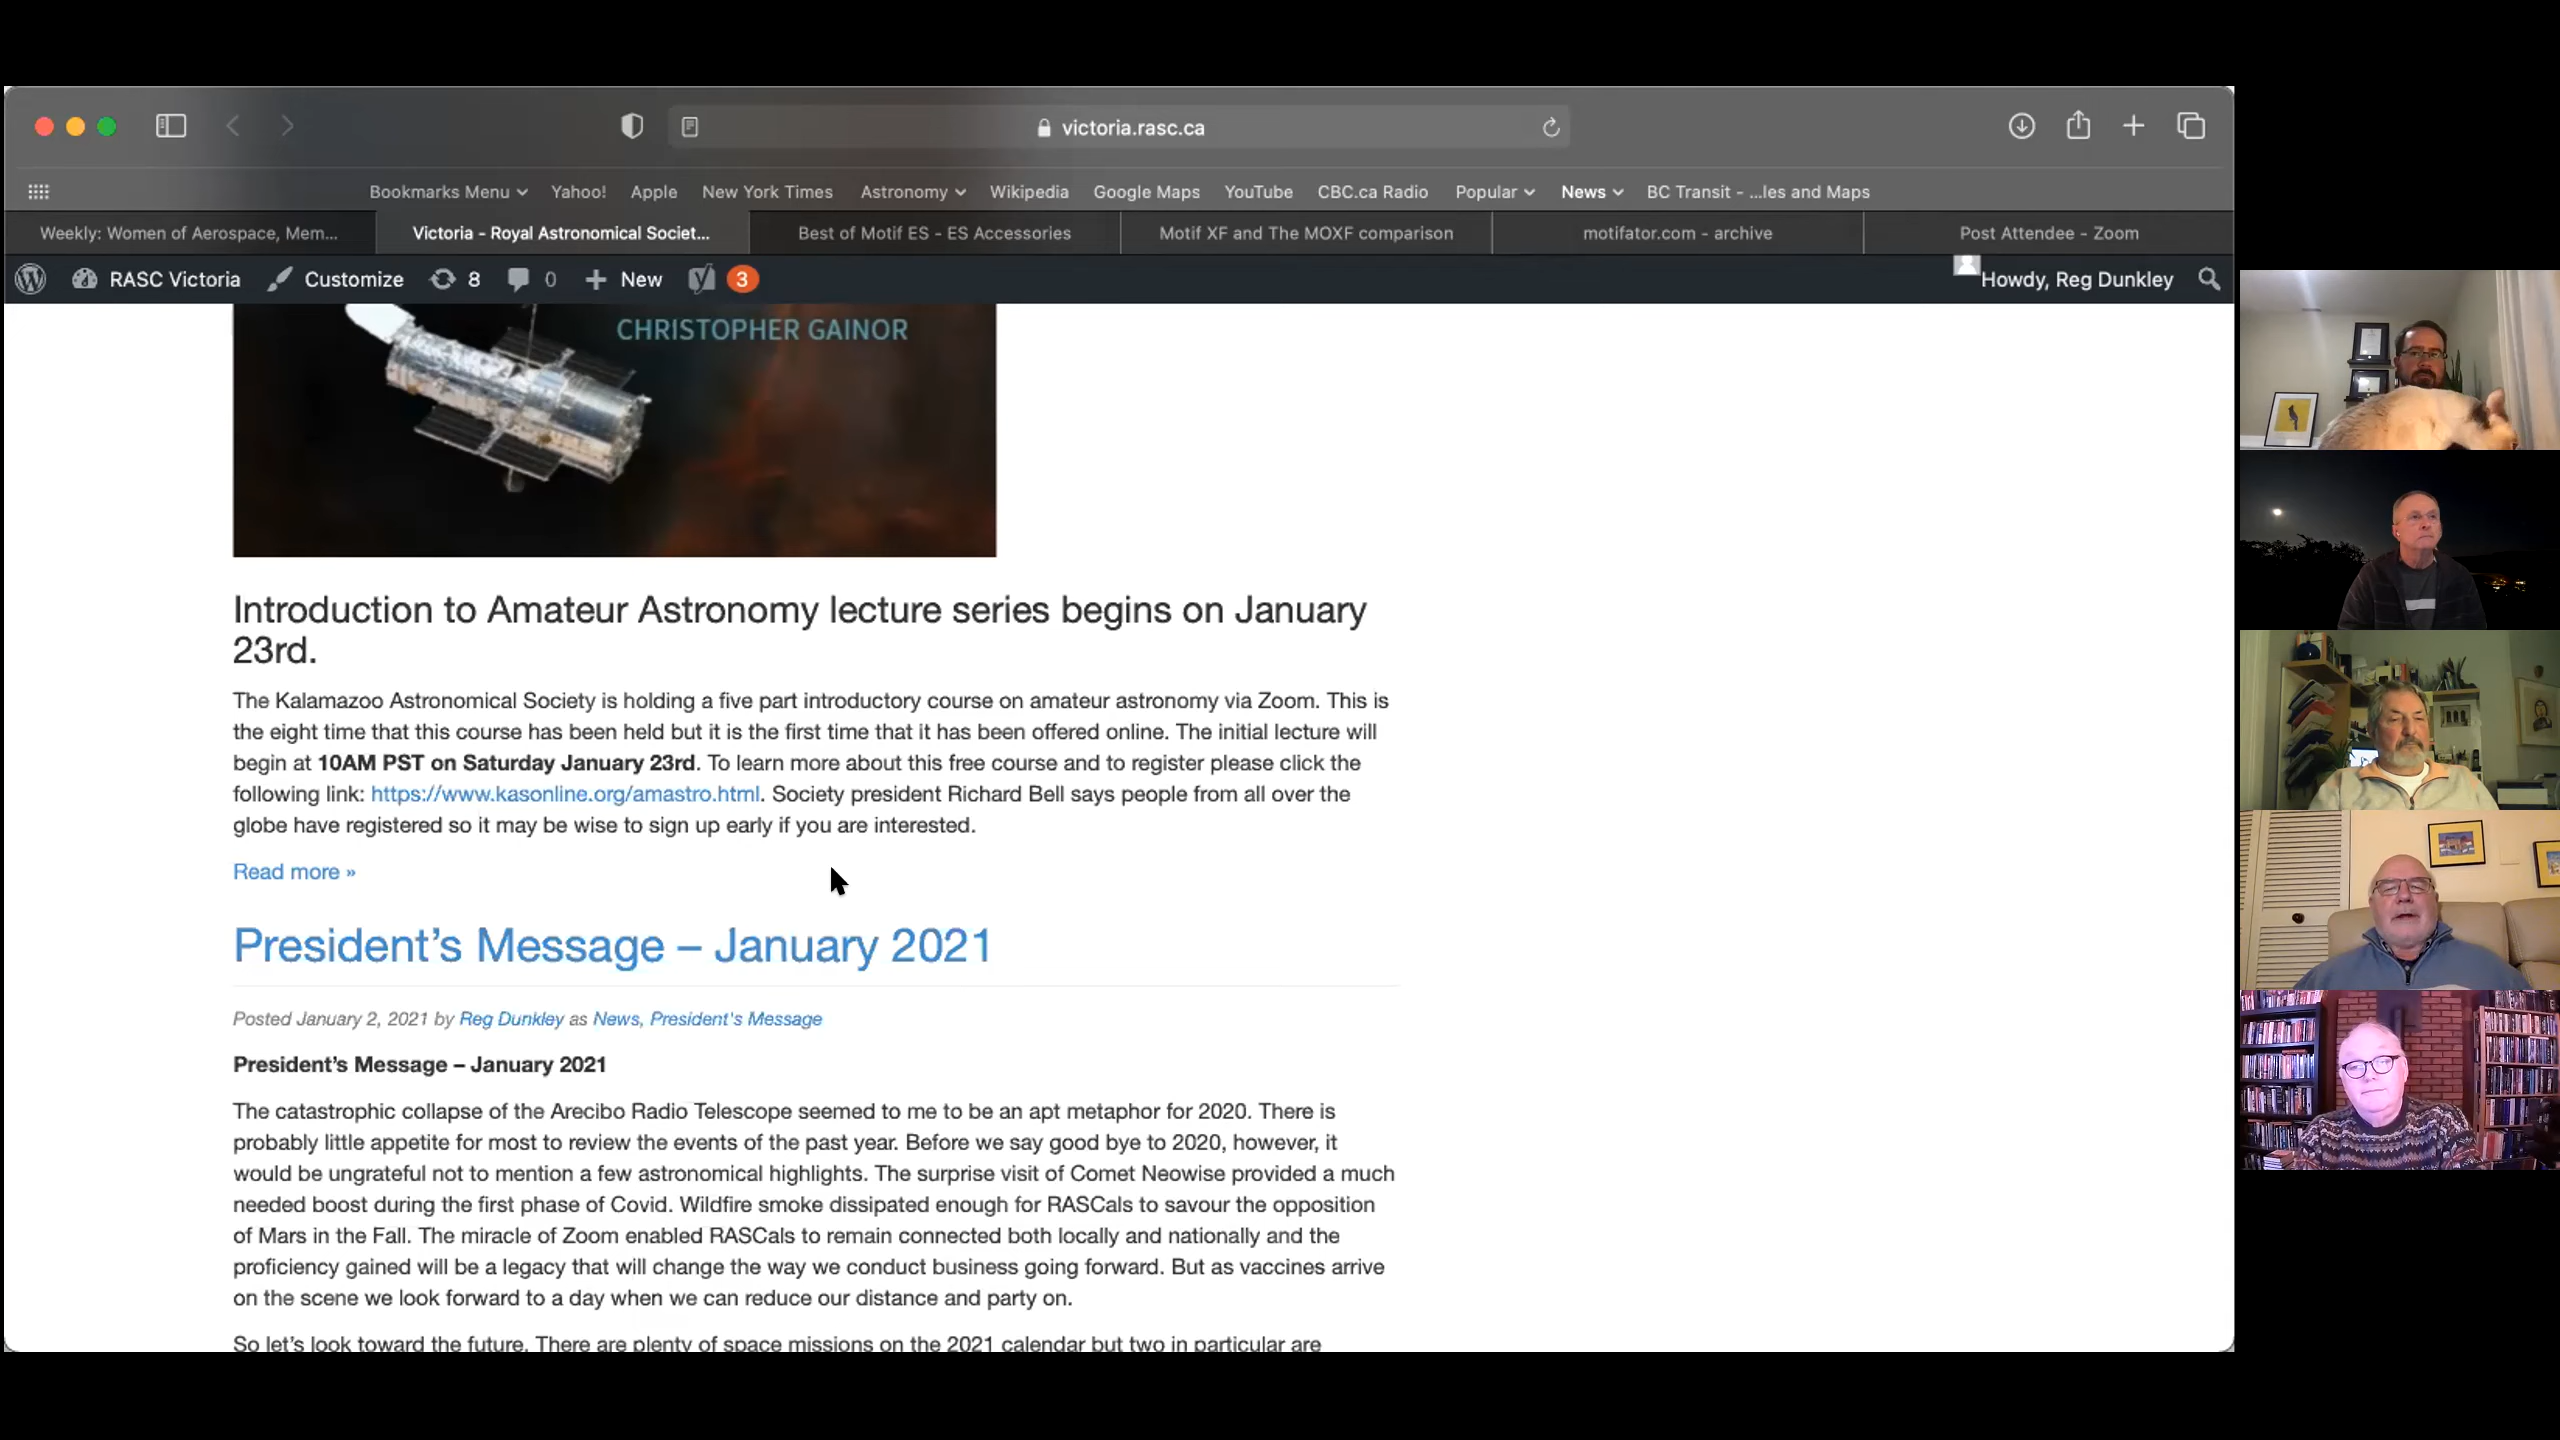 victoria.rasc.ca
Bookmarks Menu Yahoo! Apple New York Times Astronomy Wikipedia Google Maps YouTube CBC.ca Radio Popular News BC Transit - ...les and Maps
Weekly: Women of Aerospace, Mem... Victoria - Royal Astronomical Societ... Best of Motif ES - ES Accessories Motif XF and The MOXF comparison motifator.com - archive Post Attendee - Zoom
RASC Victoria Customize 8 0 New 3 Howdy, Reg Dunkley
CHRISTOPHER GAINOR
Introduction to Amateur Astronomy lecture series begins on January
23rd.
The Kalamazoo Astronomical Society is holding a five part introductory course on amateur astronomy via Zoom. This is
the eight time that this course has been held but it is the first time that it has been offered online. The initial lecture will
begin at 10AM PST on Saturday January 23rd. To learn more about this free course and to register please click the
following link: https://www.kasonline.org/amastro.html. Society president Richard Bell says people from all over the
globe have registered so it may be wise to sign up early if you are interested.
Read more »
President’s Message – January 2021
Posted January 2, 2021 by Reg Dunkley as News, President's Message
President’s Message – January 2021
The catastrophic collapse of the Arecibo Radio Telescope seemed to me to be an apt metaphor for 2020. There is
probably little appetite for most to review the events of the past year. Before we say good bye to 2020, however, it
would be ungrateful not to mention a few astronomical highlights. The surprise visit of Comet Neowise provided a much
needed boost during the first phase of Covid. Wildfire smoke dissipated enough for RASCals to savour the opposition
of Mars in the Fall. The miracle of Zoom enabled RASCals to remain connected both locally and nationally and the
proficiency gained will be a legacy that will change the way we conduct business going forward. But as vaccines arrive
on the scene we look forward to a day when we can reduce our distance and party on.
So let’s look toward the future. There are plenty of space missions on the 2021 calendar but two in particular are